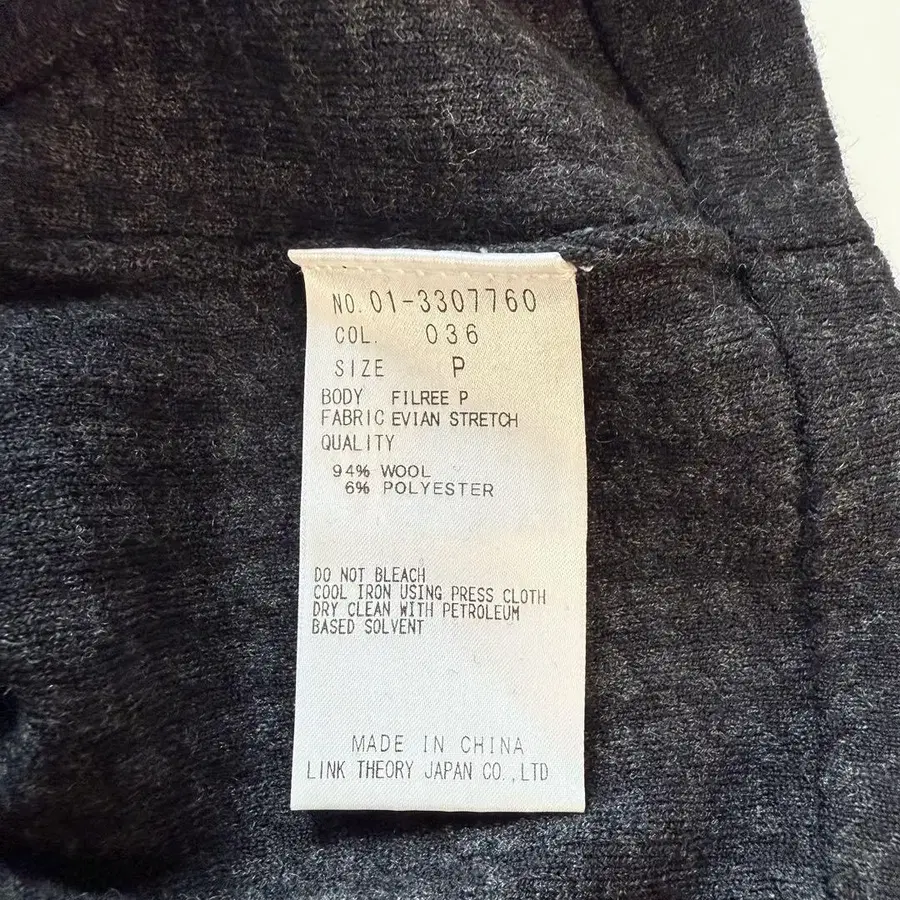 NO. 01-3307760
COL. 036
SIZE P
BODY FILREE P
FABRIC EVIAN STRETCH
QUALITY
94% WOOL
6% POLYESTER
DO NOT BLEACH
COOL IRON USING PRESS CLOTH
DRY CLEAN WITH PETROLEUM
BASED SOLVENT
MADE IN CHINA
LINK THEORY JAPAN CO.,LTD